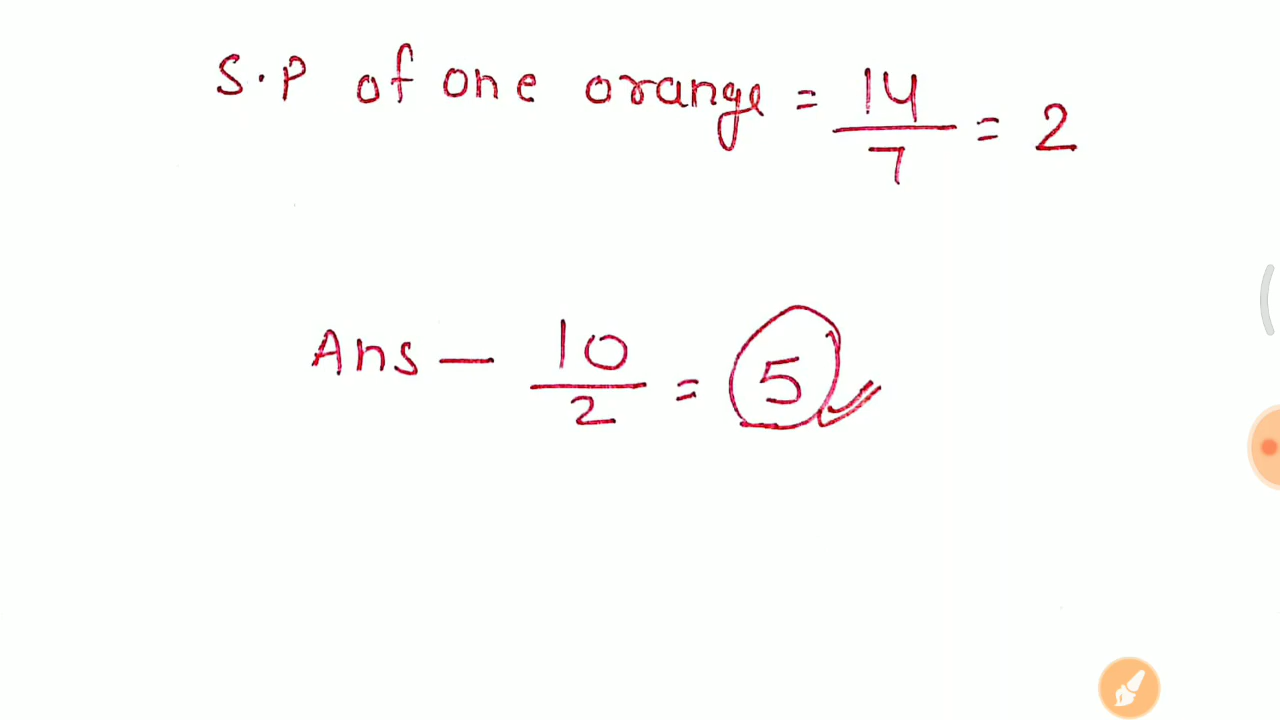 S.P of one orange = 14/7 = 2
Ans — 10/2 = 5